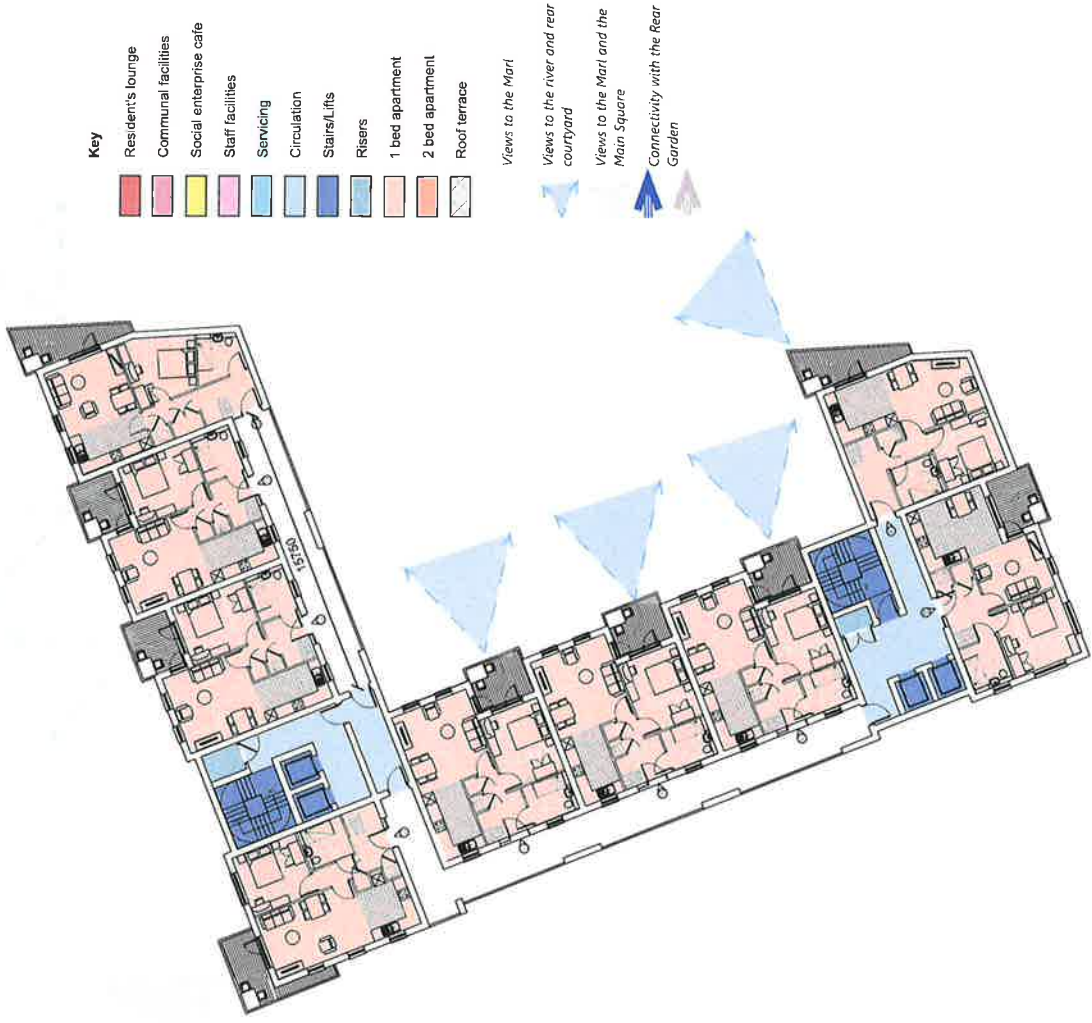 Key
Resident's lounge
Communal facilities
Social enterprise cafe
Staff facilities
Servicing
Circulation
Stairs/Lifts
Risers
1 bed apartment
2 bed apartment
Roof terrace
Views to the Marl
Views to the river and rear
courtyard
Views to the Marl and the
Main Square
Connectivity with the Rear
Garden
15750